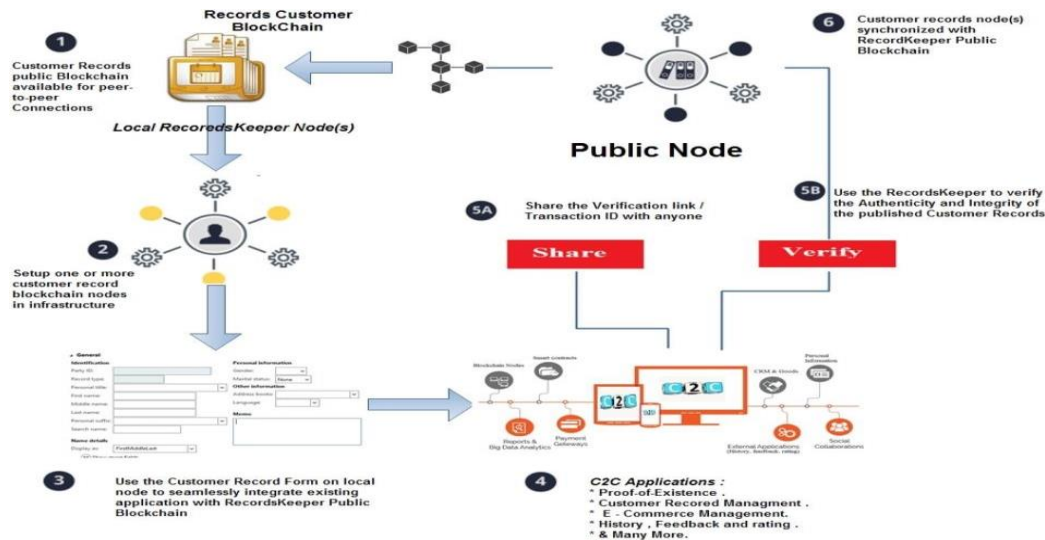 Records Customer
BlockChain
1
Customer Records
public Blockchain
available for peer-
to-peer
Connections
Local RecoredsKeeper Node(s)
6
Customer records node(s)
synchronized with
RecordKeeper Public
Blockchain
Public Node
2
Setup one or more
customer record
blockchain nodes
in infrastructure
5A
Share the Verification link /
Transaction ID with anyone
Share
5B
Use the RecordsKeeper to verify
the Authenticity and Integrity of
the published Customer Records
Verify
General
Identification
Party ID:
Record type:
Personal title:
First name:
Middle name:
Last name:
Personal suffix:
Search name:
Name details
Display as:
FirstMiddleLast
Personal information
Gender:
Marital status:
None
Other information
Address books:
Language:
Memo
Blockchain Nodes
Smart Contracts
Reports &
Big Data Analytics
Payment
Gateways
C2C
C2C
CRM & Goods
Personal
Information
External Applications
(History, feedback, rating)
Social
Collaborations
3
Use the Customer Record Form on local
node to seamlessly integrate existing
application with RecordsKeeper Public
Blockchain
4
C2C Applications :
* Proof-of-Existence .
* Customer Recored Managment .
* E - Commerce Management.
* History , Feedback and rating .
* & Many More.